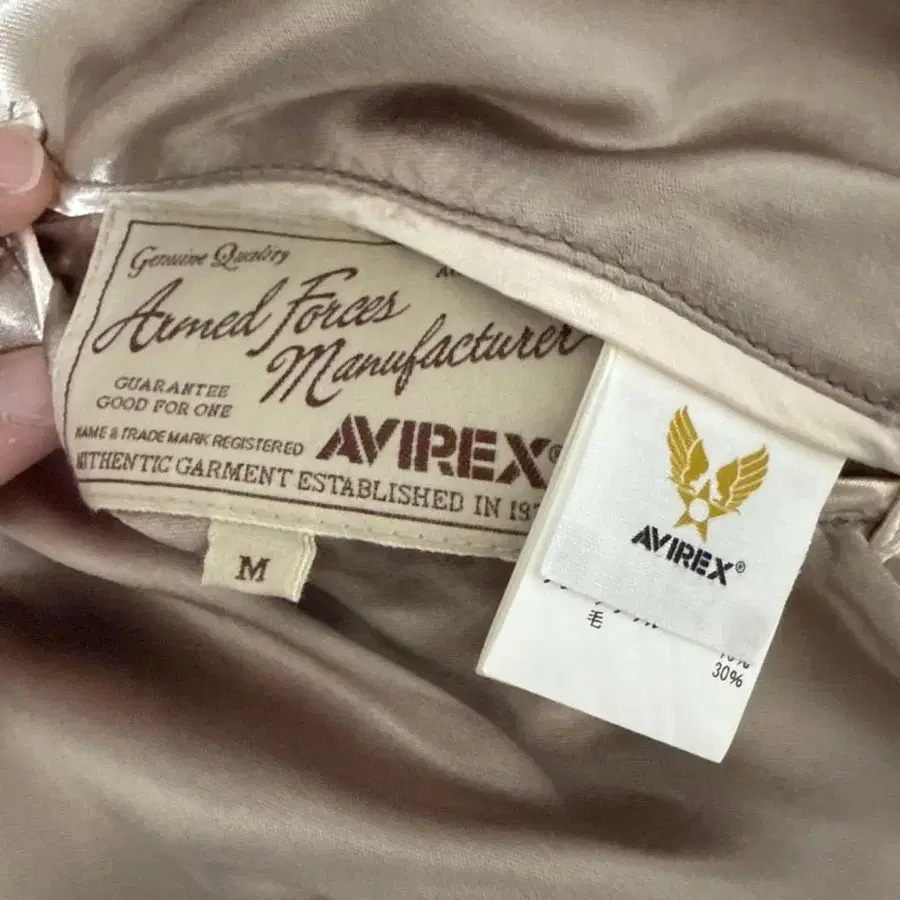 Genuine Quality
Armed Forces
Manufacturer
GUARANTEE
GOOD FOR ONE
NAME & TRADE MARK REGISTERED
AVIREX®
AUTHENTIC GARMENT ESTABLISHED IN 197
M
AVIREX®
毛
30%